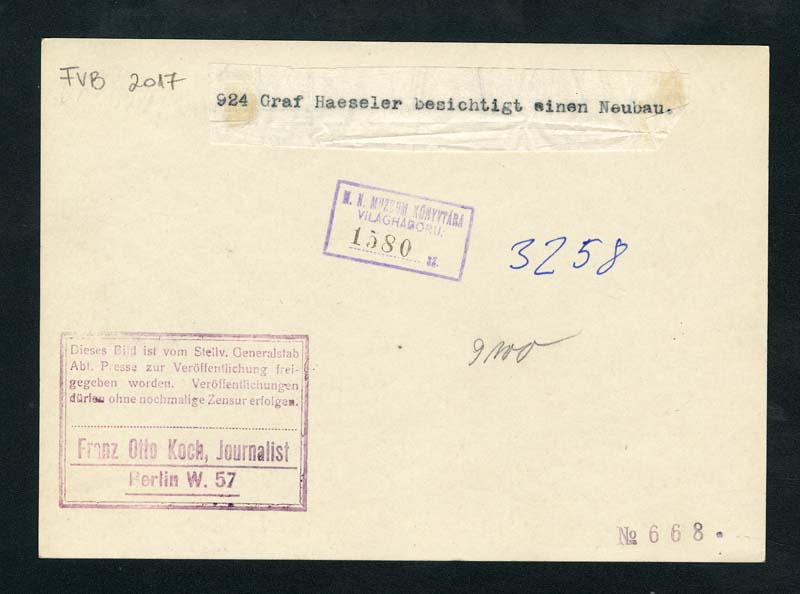 FVB 2017
924 Graf Haeseler besichtigt einen Neubau.
M. N. MUZEUM KÖNYVTÁRA
VILÁGHÁBORU:
1580 sz.
3258
Dieses Bild ist vom Stellv. Generalstab
Abt. Presse zur Veröffentlichung frei-
gegeben worden. Veröffentlichungen
dürfen ohne nochmalige Zensur erfolgen.
Franz Otto Koch, Journalist
Berlin W. 57
№ 668.